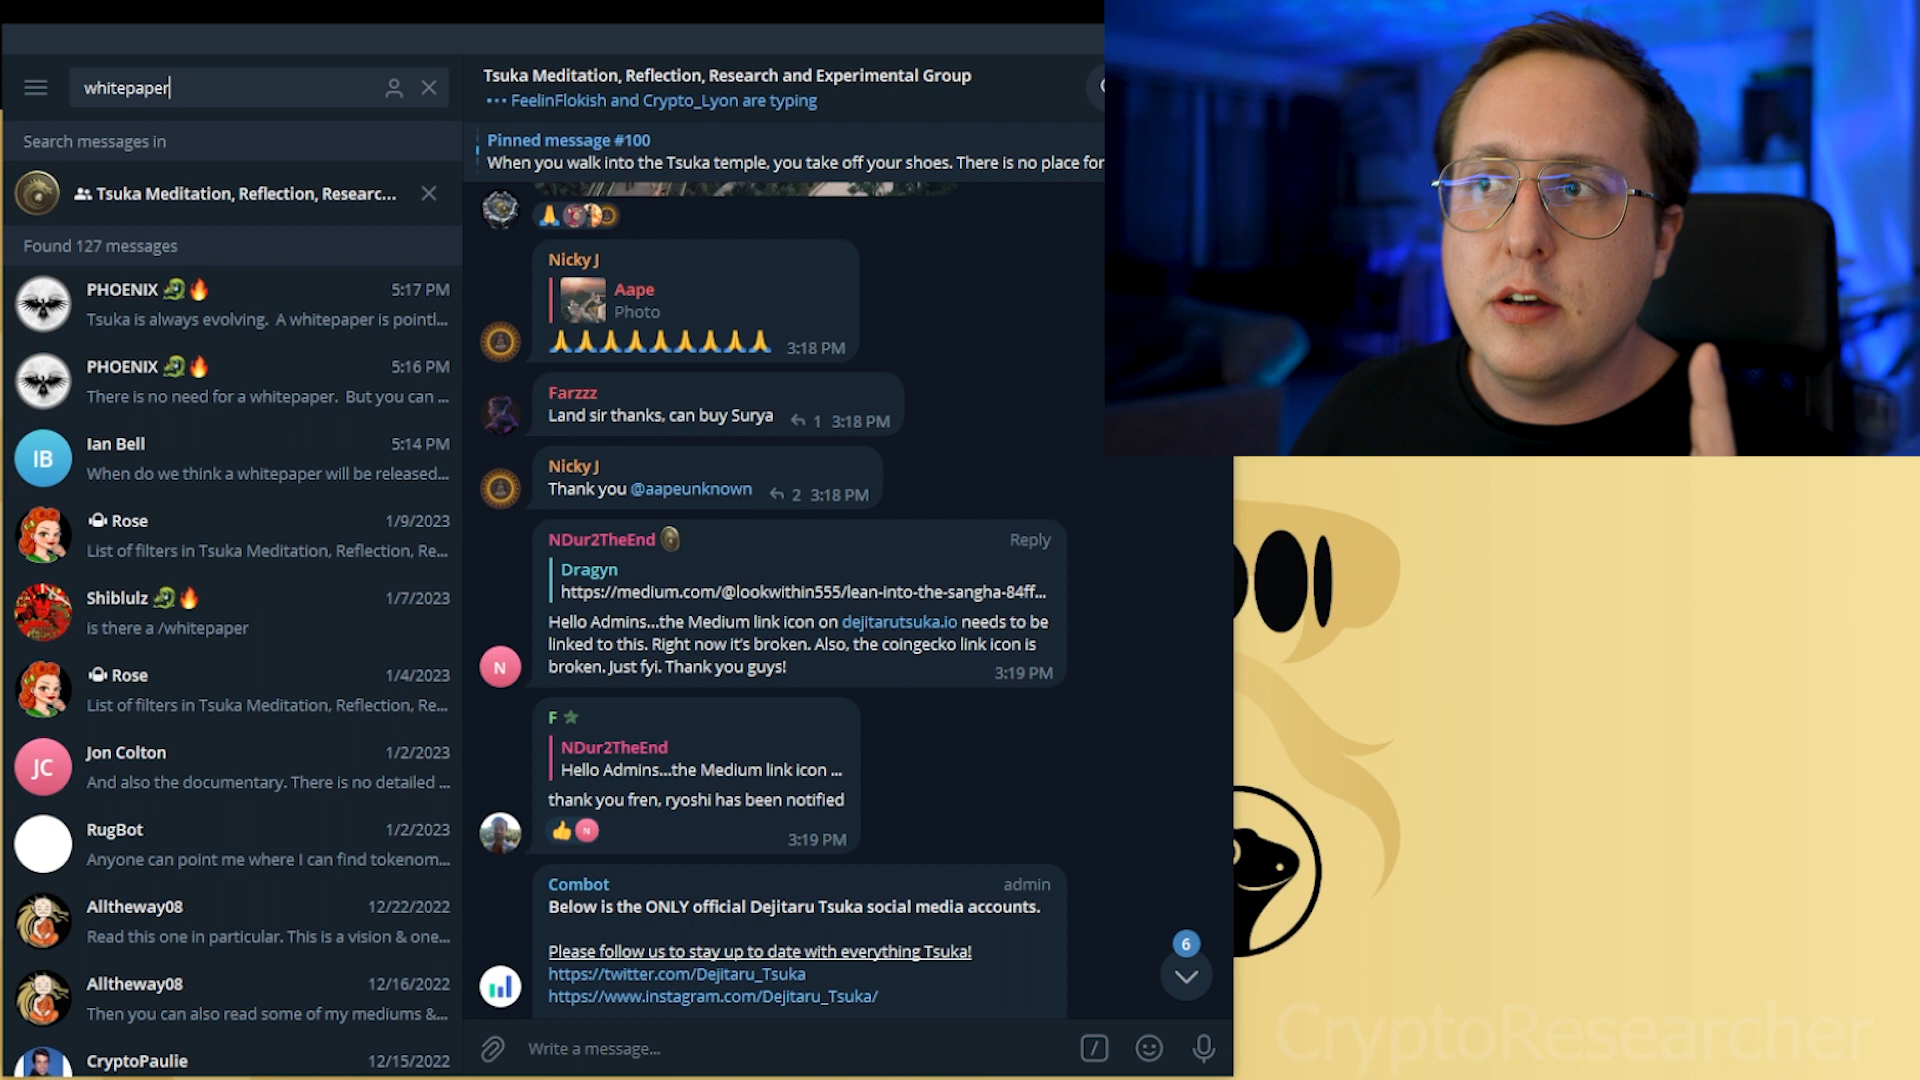 whitepaper
Search messages in
Tsuka Meditation, Reflection, Researc...
Found 127 messages
PHOENIX 5:17 PM
Tsuka is always evolving. A whitepaper is pointl...
PHOENIX 5:16 PM
There is no need for a whitepaper. But you can ...
IB
Ian Bell 5:14 PM
When do we think a whitepaper will be released...
Rose 1/9/2023
List of filters in Tsuka Meditation, Reflection, Re...
Shiblulz 1/7/2023
is there a /whitepaper
Rose 1/4/2023
List of filters in Tsuka Meditation, Reflection, Re...
JC
Jon Colton 1/2/2023
And also the documentary. There is no detailed ...
RugBot 1/2/2023
Anyone can point me where I can find tokenom...
Alltheway08 12/22/2022
Read this one in particular. This is a vision & one...
Alltheway08 12/16/2022
Then you can also read some of my mediums &...
CryptoPaulie 12/15/2022
Tsuka Meditation, Reflection, Research and Experimental Group
••• FeelinFlokish and Crypto_Lyon are typing
Pinned message #100
When you walk into the Tsuka temple, you take off your shoes. There is no place for
Nicky J
Aape
Photo
3:18 PM
Farzzz
Land sir thanks, can buy Surya 1 3:18 PM
Nicky J
Thank you @aapeunknown 2 3:18 PM
NDur2TheEnd Reply
Dragyn
https://medium.com/@lookwithin555/lean-into-the-sangha-84ff...
Hello Admins...the Medium link icon on dejitarutsuka.io needs to be
linked to this. Right now it's broken. Also, the coingecko link icon is
broken. Just fyi. Thank you guys!
N
3:19 PM
F
NDur2TheEnd
Hello Admins...the Medium link icon ...
thank you fren, ryoshi has been notified
N
3:19 PM
Combot admin
Below is the ONLY official Dejitaru Tsuka social media accounts.
Please follow us to stay up to date with everything Tsuka!
https://twitter.com/Dejitaru_Tsuka
https://www.instagram.com/Dejitaru_Tsuka/
6
Write a message...
CryptoResearcher